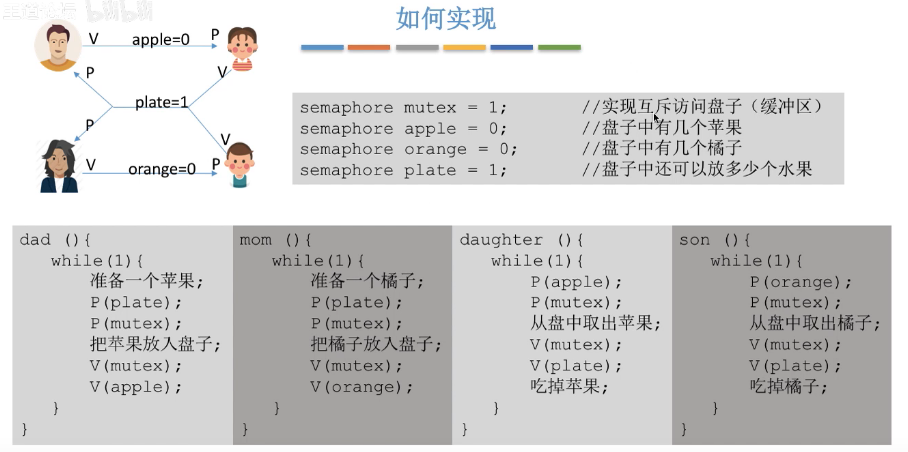 如何实现
V apple=0 P
P V
plate=1
P V
V orange=0 P
semaphore mutex = 1; //实现互斥访问盘子（缓冲区）
semaphore apple = 0; //盘子中有几个苹果
semaphore orange = 0; //盘子中有几个橘子
semaphore plate = 1; //盘子中还可以放多少个水果
dad (){
while(1){
准备一个苹果;
P(plate);
P(mutex);
把苹果放入盘子;
V(mutex);
V(apple);
}
}
mom (){
while(1){
准备一个橘子;
P(plate);
P(mutex);
把橘子放入盘子;
V(mutex);
V(orange);
}
}
daughter (){
while(1){
P(apple);
P(mutex);
从盘中取出苹果;
V(mutex);
V(plate);
吃掉苹果;
}
}
son (){
while(1){
P(orange);
P(mutex);
从盘中取出橘子;
V(mutex);
V(plate);
吃掉橘子;
}
}